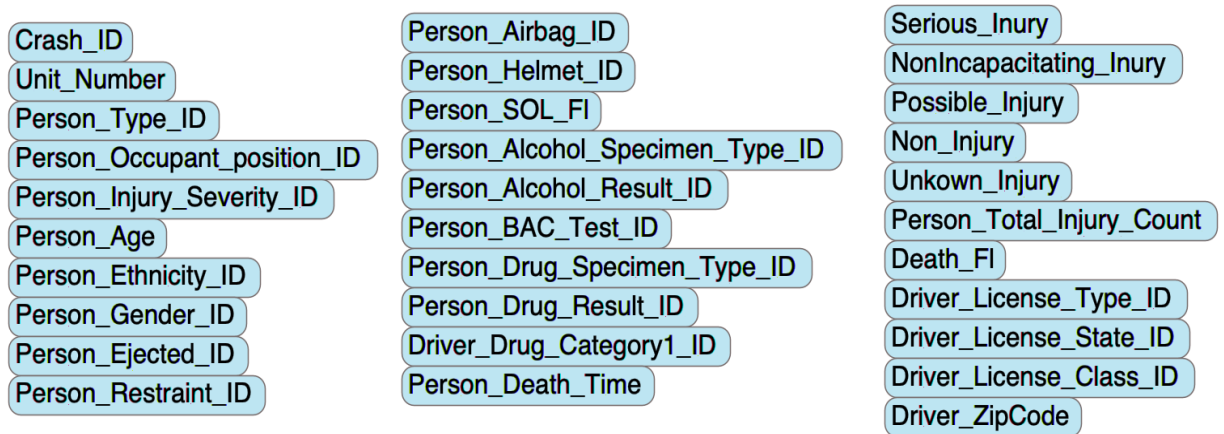 Crash_ID
Unit_Number
Person_Type_ID
Person_Occupant_position_ID
Person_Injury_Severity_ID
Person_Age
Person_Ethnicity_ID
Person_Gender_ID
Person_Ejected_ID
Person_Restraint_ID
Person_Airbag_ID
Person_Helmet_ID
Person_SOL_Fl
Person_Alcohol_Specimen_Type_ID
Person_Alcohol_Result_ID
Person_BAC_Test_ID
Person_Drug_Specimen_Type_ID
Person_Drug_Result_ID
Driver_Drug_Category1_ID
Person_Death_Time
Serious_Inury
NonIncapacitating_Inury
Possible_Injury
Non_Injury
Unkown_Injury
Person_Total_Injury_Count
Death_Fl
Driver_License_Type_ID
Driver_License_State_ID
Driver_License_Class_ID
Driver_ZipCode